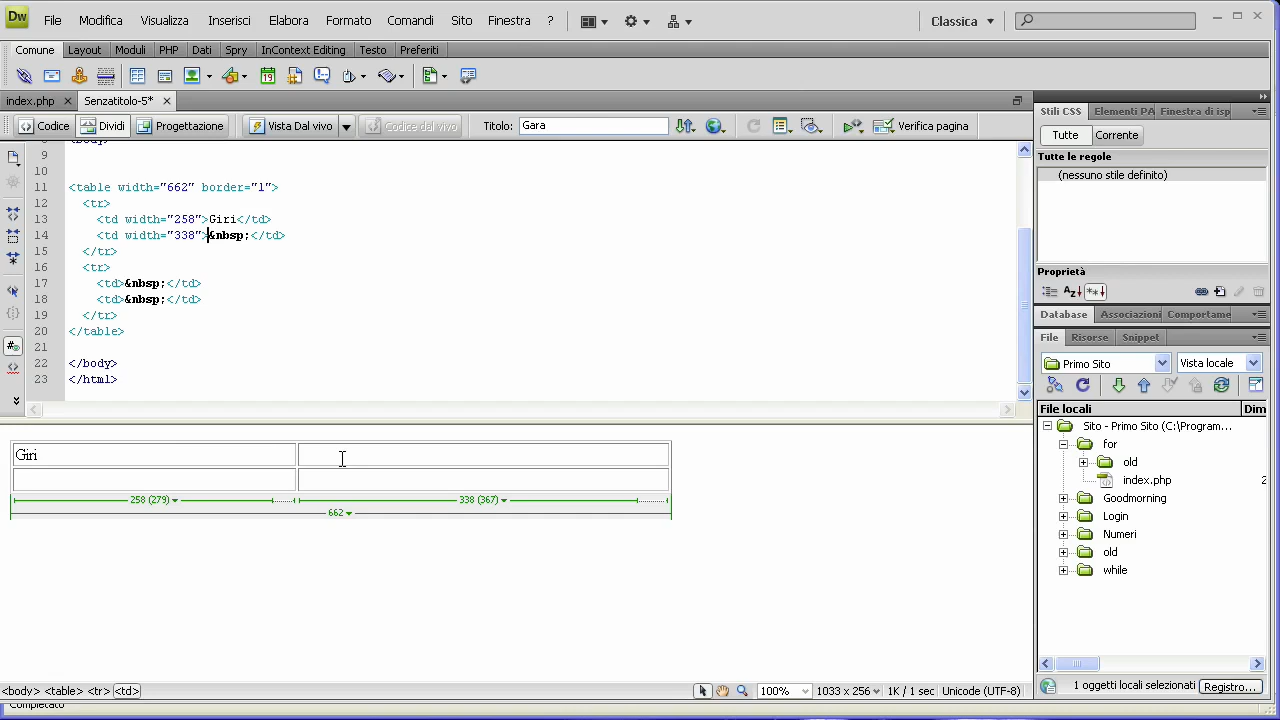 Dw File Modifica Visualizza Inserisci Elabora Formato Comandi Sito Finestra ? Classica
Comune Layout Moduli PHP Dati Spry InContext Editing Testo Preferiti
19
index.php Senzatitolo-5*
Codice Dividi Progettazione Vista Dal vivo Codice dal vivo Titolo: Gara Verifica pagina
9 <body>
10
11 <table width="662" border="1">
12 <tr>
13 <td width="258">Giri</td>
14 <td width="338">&nbsp;</td>
15 </tr>
16 <tr>
17 <td>&nbsp;</td>
18 <td>&nbsp;</td>
19 </tr>
20 </table>
21
22 </body>
23 </html>
Giri
258 (279) 338 (367)
662
<body> <table> <tr> <td> 100% 1033 x 256 1K / 1 sec Unicode (UTF-8)
Completato
Stili CSS Elementi PA Finestra di isp
Tutte Corrente
Tutte le regole
(nessuno stile definito)
Proprietà
Az
Database Associazioni Comportame
File Risorse Snippet
Primo Sito Vista locale
File locali Dim
Sito - Primo Sito (C:\Program...
for
old
index.php 2
Goodmorning
Login
Numeri
old
while
1 oggetti locali selezionati Registro...